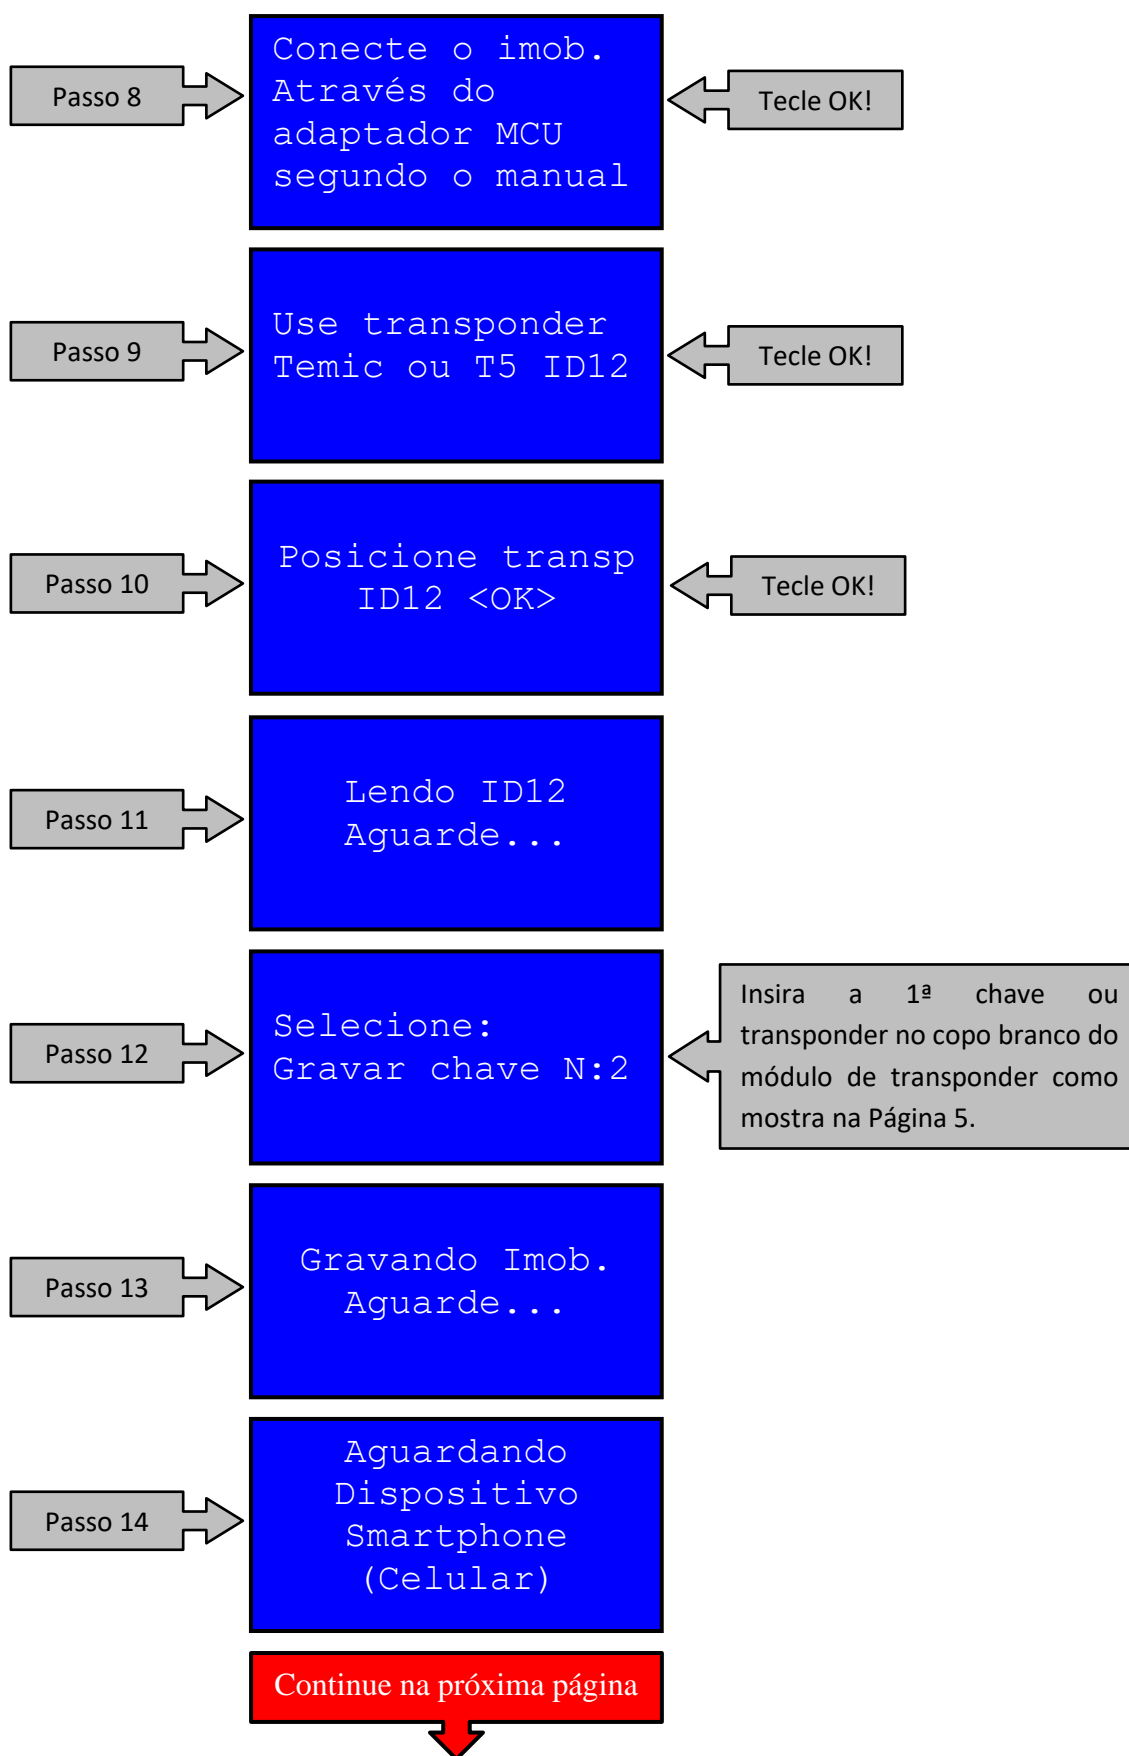 Passo 8
Conecte o imob.
Através do
adaptador MCU
segundo o manual
Tecle OK!
Passo 9
Use transponder
Temic ou T5 ID12
Tecle OK!
Passo 10
Posicione transp
ID12 <OK>
Tecle OK!
Passo 11
Lendo ID12
Aguarde...
Passo 12
Selecione:
Gravar chave N:2
Insira a 1ª chave ou
transponder no copo branco do
módulo de transponder como
mostra na Página 5.
Passo 13
Gravando Imob.
Aguarde...
Passo 14
Aguardando
Dispositivo
Smartphone
(Celular)
Continue na próxima página